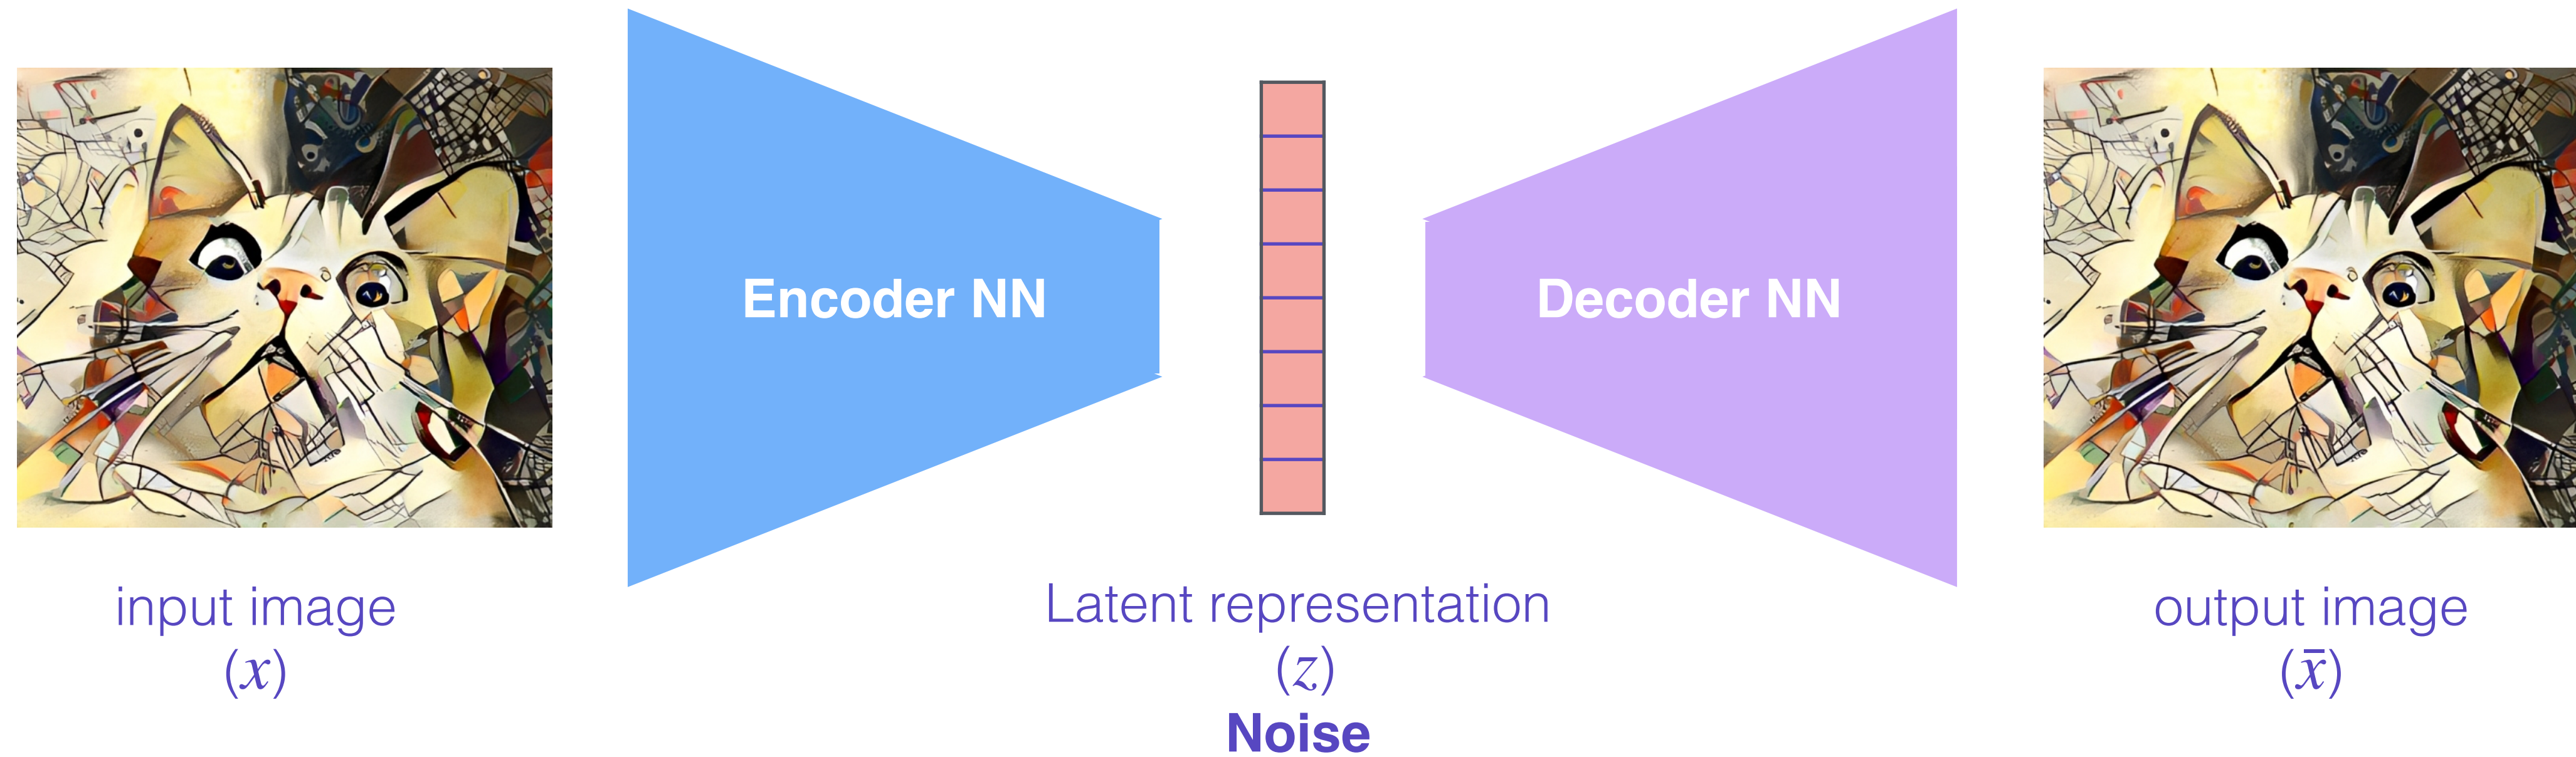 Encoder NN
Decoder NN
input image
(x)
Latent representation
(z)
Noise
output image
(x̄)